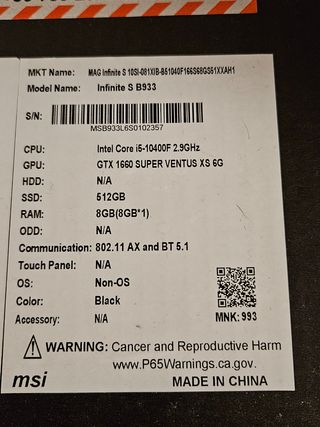 MKT Name: MAG Infinite S 10SI-081XIB-B51040F166S68GS51XXAH1
Model Name: Infinite S B933
S/N:
MSB933L6S0102357
CPU: Intel Core i5-10400F 2.9GHz
GPU: GTX 1660 SUPER VENTUS XS 6G
HDD: N/A
SSD: 512GB
RAM: 8GB(8GB*1)
ODD: N/A
Communication: 802.11 AX and BT 5.1
Touch Panel: N/A
OS: Non-OS
Color: Black
Accessory: N/A
MNK: 993
WARNING: Cancer and Reproductive Harm
www.P65Warnings.ca.gov.
msi MADE IN CHINA